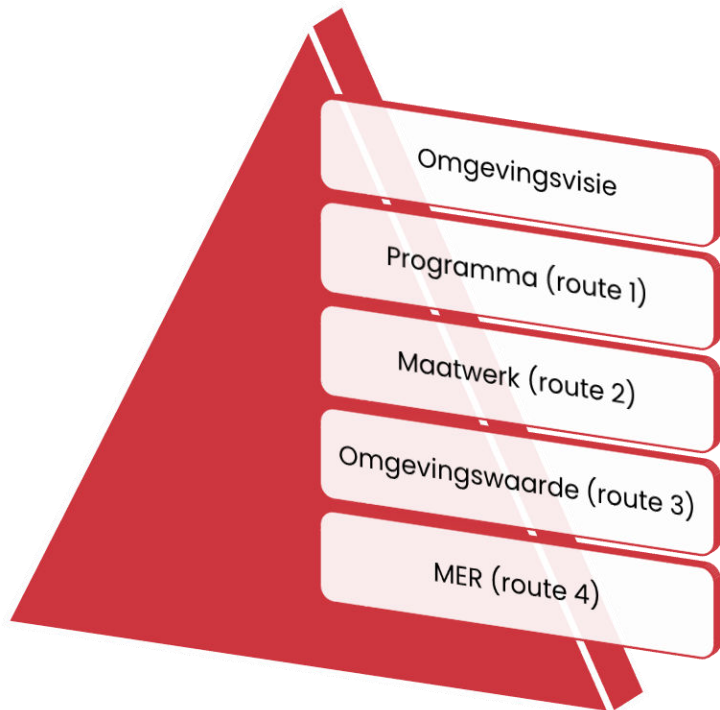 Omgevingsvisie
Programma (route 1)
Maatwerk (route 2)
Omgevingswaarde (route 3)
MER (route 4)